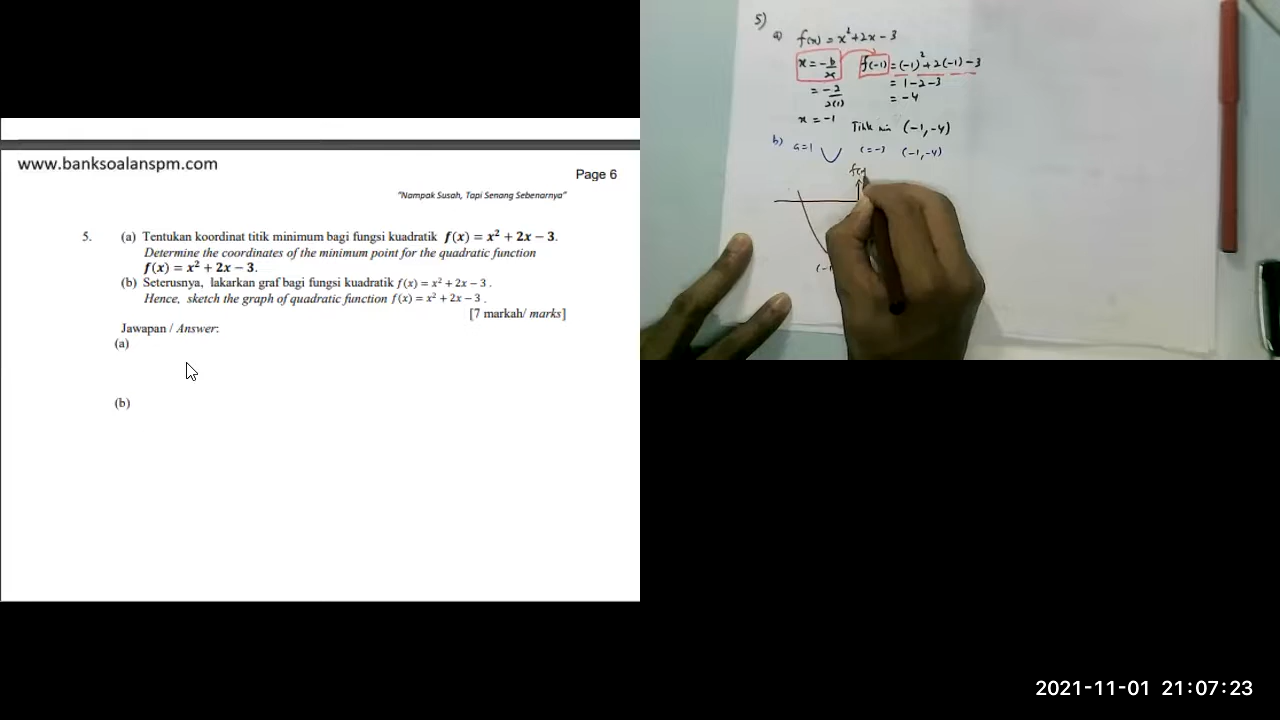 www.banksoalanspm.com
Page 6
"Nampak Susah, Tapi Senang Sebenarnya"
5. (a) Tentukan koordinat titik minimum bagi fungsi kuadratik f(x) = x² + 2x − 3.
Determine the coordinates of the minimum point for the quadratic function
f(x) = x² + 2x − 3.
(b) Seterusnya, lakarkan graf bagi fungsi kuadratik f(x) = x² + 2x − 3.
Hence, sketch the graph of quadratic function f(x) = x² + 2x − 3.
[7 markah/ marks]
Jawapan / Answer:
(a)
(b)
5)
a) f(x) = x² + 2x − 3
x = −b/2a f(−1) = (−1)² + 2(−1) − 3
= −2/2(1) = 1 − 2 − 3
= −4
x = −1
Titik min (−1, −4)
b) a=1 c=−3 (−1, −4)
(−1
2021-11-01 21:07:23